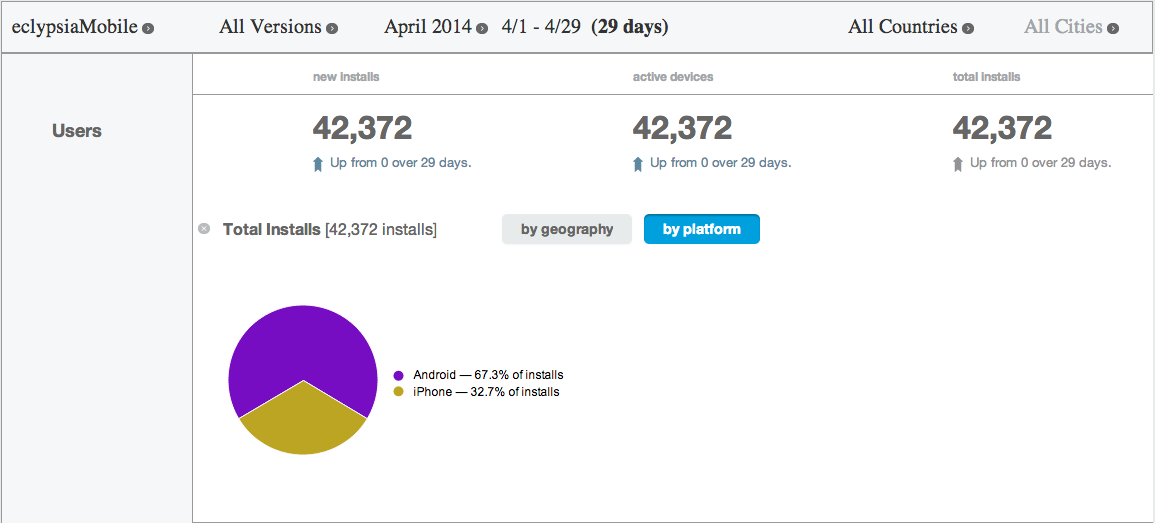 eclypsiaMobile All Versions April 2014 4/1 - 4/29 (29 days) All Countries All Cities
new installs active devices total installs
Users
42,372 42,372 42,372
Up from 0 over 29 days. Up from 0 over 29 days. Up from 0 over 29 days.
Total Installs [42,372 installs] by geography by platform
Android — 67.3% of installs
iPhone — 32.7% of installs